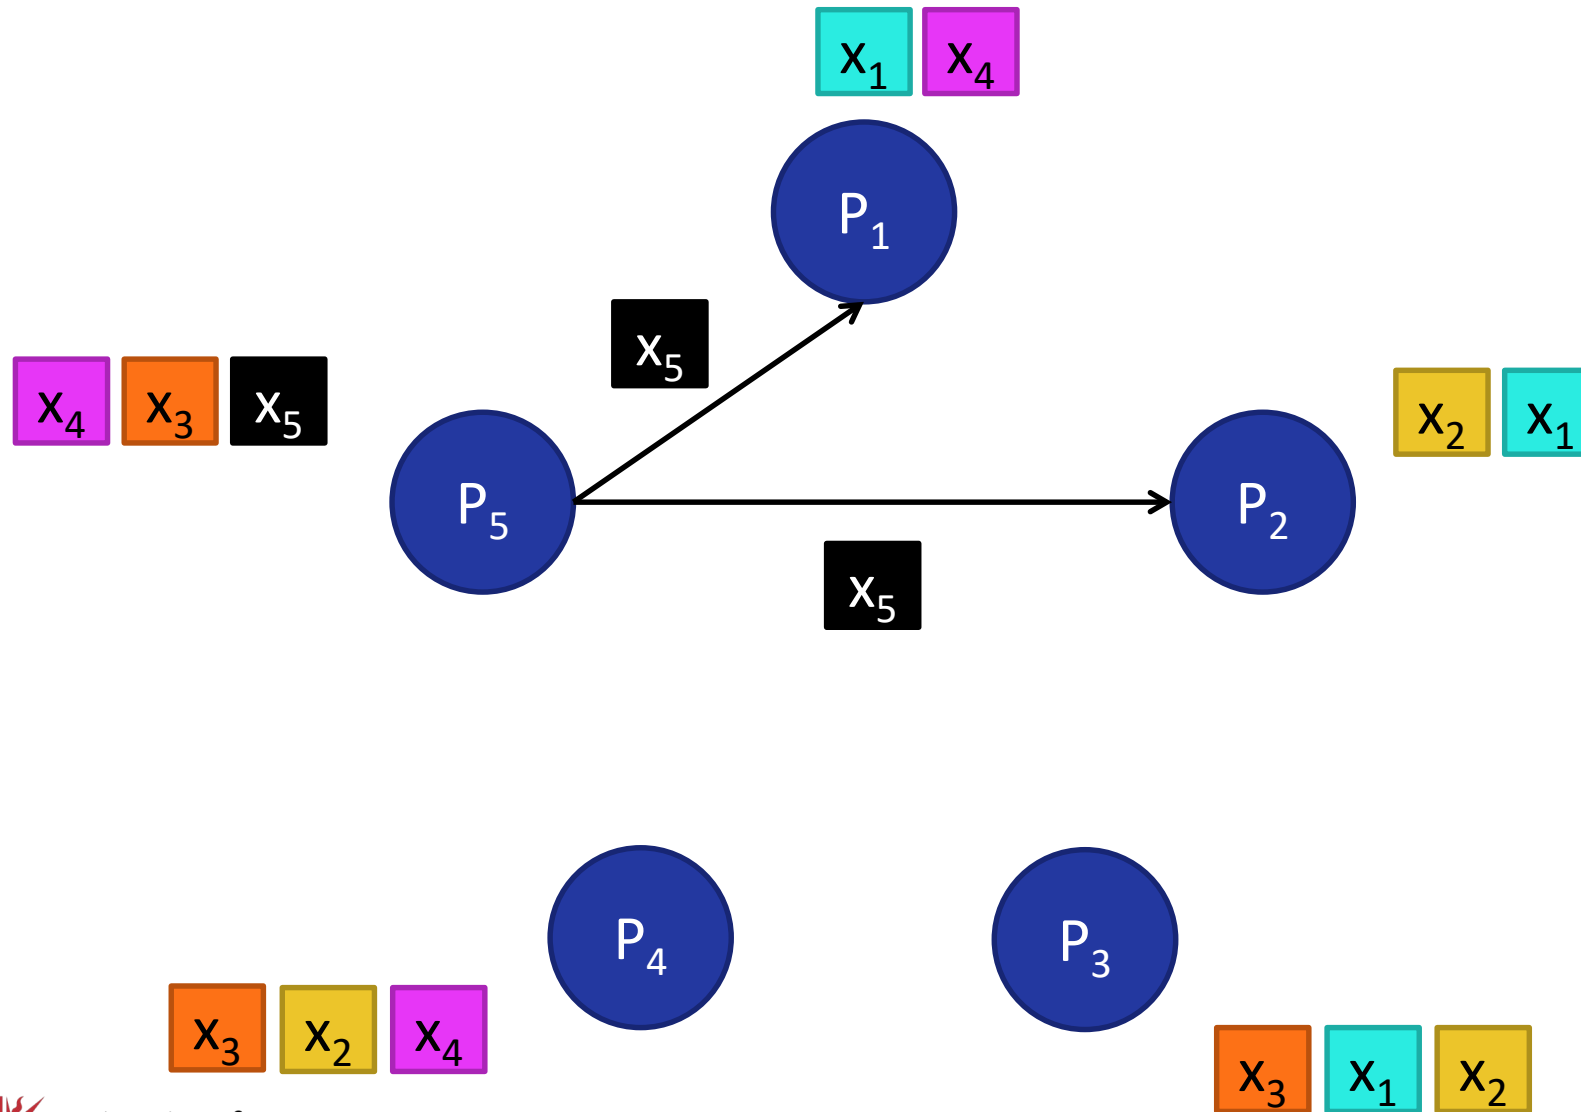 x₁ x₄
P₁
x₅
x₄ x₃ x₅
x₂ x₁
P₅
P₂
x₅
P₄
P₃
x₃ x₂ x₄
x₃ x₁ x₂